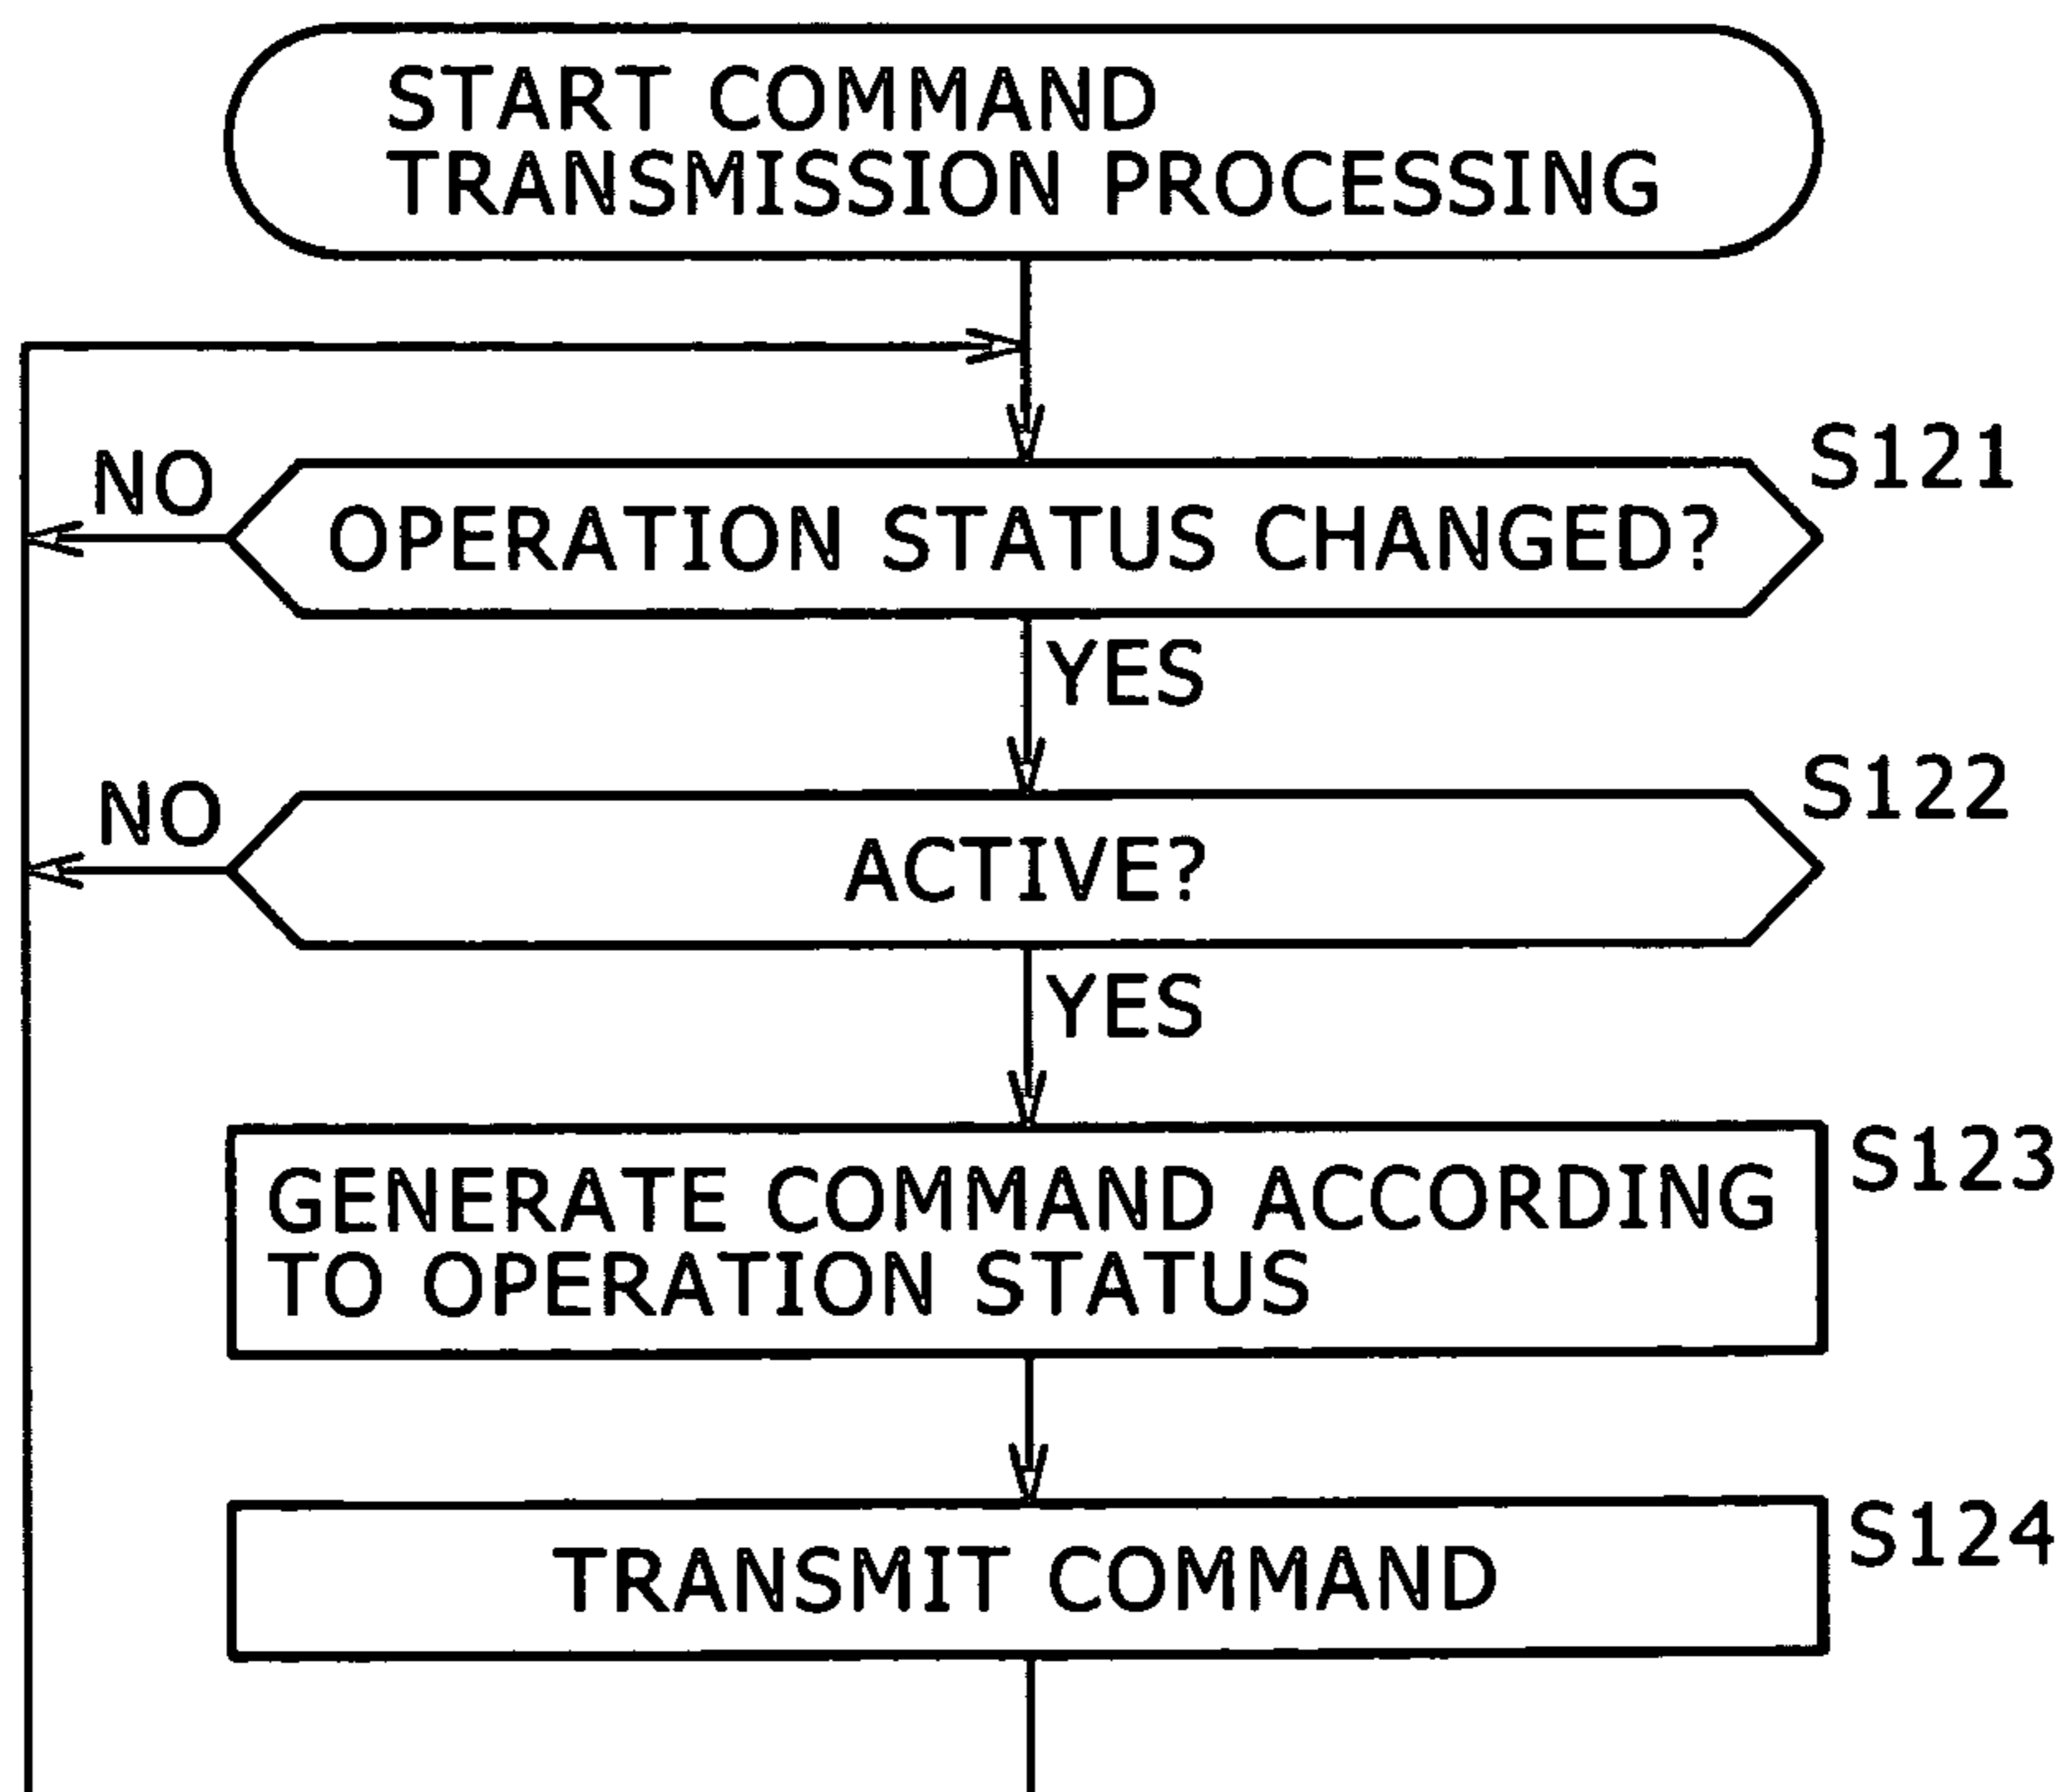 START COMMAND
TRANSMISSION PROCESSING
S121
NO
OPERATION STATUS CHANGED?
YES
S122
NO
ACTIVE?
YES
S123
GENERATE COMMAND ACCORDING
TO OPERATION STATUS
S124
TRANSMIT COMMAND